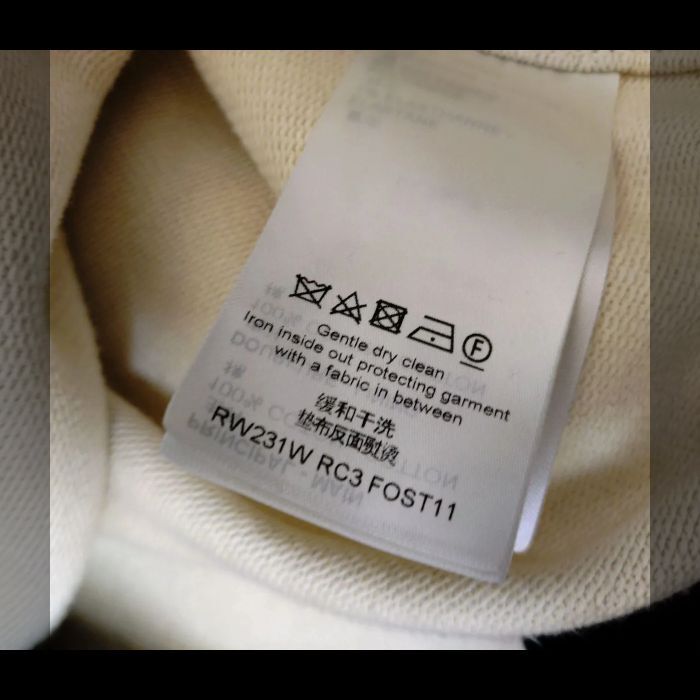 F
Gentle dry clean
Iron inside out protecting garment
with a fabric in between
缓和干洗
垫布反面熨烫
RW231W RC3 FOST11